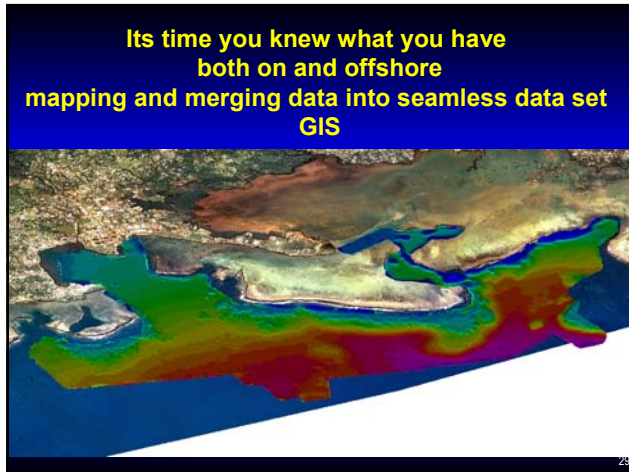 Its time you knew what you have
both on and offshore
mapping and merging data into seamless data set
GIS
29